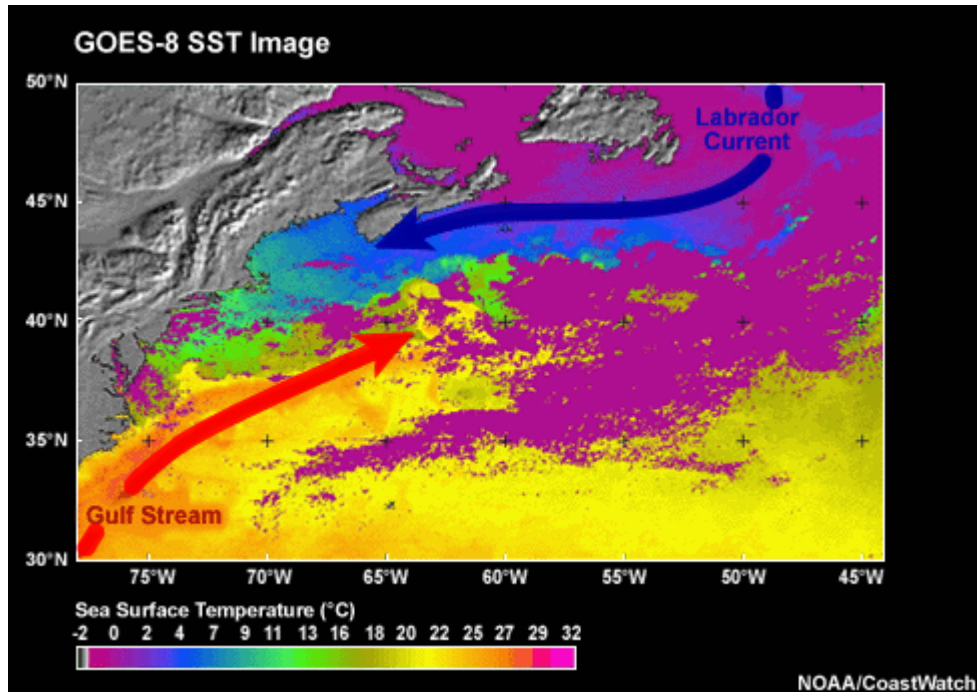 GOES-8 SST Image
50°N
45°N
40°N
35°N
30°N
Labrador
Current
Gulf Stream
75°W 70°W 65°W 60°W 55°W 50°W 45°W
Sea Surface Temperature (°C)
-2 0 2 4 7 9 11 13 16 18 20 22 25 27 29 32
NOAA/CoastWatch